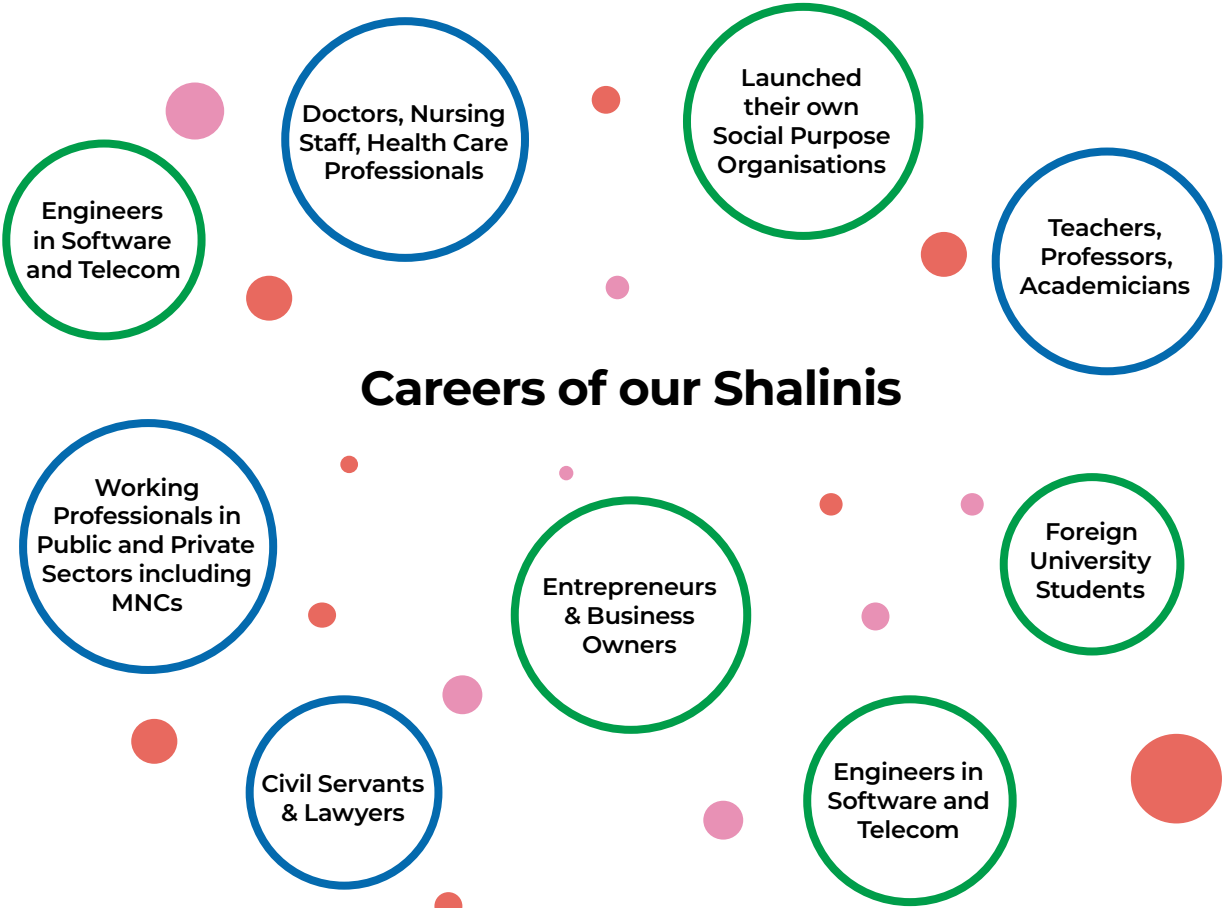 Launched
their own
Social Purpose
Organisations
Doctors, Nursing
Staff, Health Care
Professionals
Engineers
in Software
and Telecom
Teachers,
Professors,
Academicians
Careers of our Shalinis
Working
Professionals in
Public and Private
Sectors including
MNCs
Entrepreneurs
& Business
Owners
Foreign
University
Students
Civil Servants
& Lawyers
Engineers in
Software and
Telecom